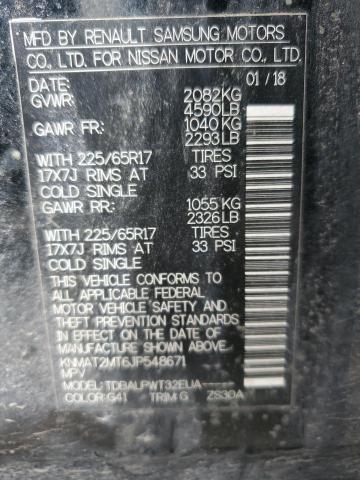 MFD BY RENAULT SAMSUNG MOTORS
CO., LTD. FOR NISSAN MOTOR CO., LTD.
DATE: 01 / 18
GVWR: 2082KG
4590LB
GAWR FR: 1040 KG
2293LB
WITH 225/65R17 TIRES
17X7J RIMS AT 33 PSI
COLD SINGLE
GAWR RR: 1055 KG
2326LB
WITH 225/65R17 TIRES
17X7J RIMS AT 33 PSI
COLD SINGLE
THIS VEHICLE CONFORMS TO
ALL APPLICABLE FEDERAL
MOTOR VEHICLE SAFETY AND
THEFT PREVENTION STANDARDS
IN EFFECT ON THE DATE OF
MANUFACTURE SHOWN ABOVE.
KNMAT2MT6JP548671
MPV
MODEL: TDBALPWT32EUA-----
COLOR: G41 TRIM: G ZS30A